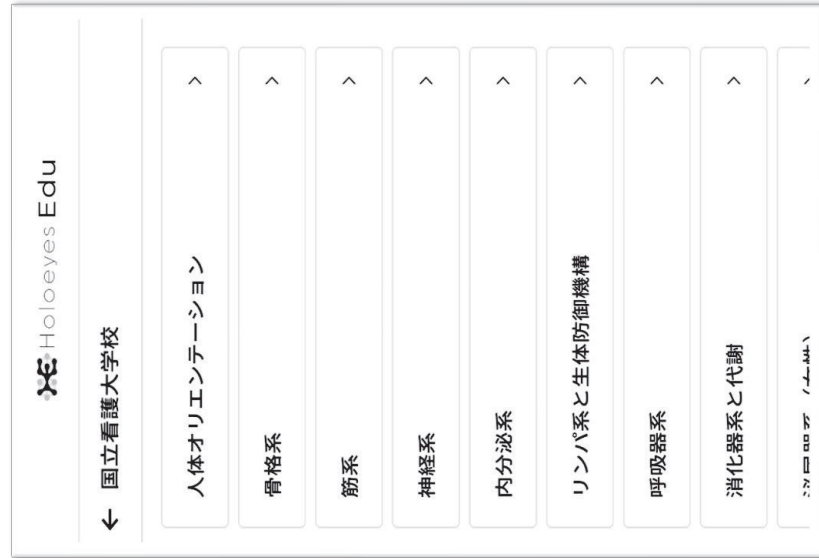 Holoeyes Edu
← 国立看護大学校
人体オリエンテーション
骨格系
筋系
神経系
内分泌系
リンパ系と生体防御機構
呼吸器系
消化器系と代謝